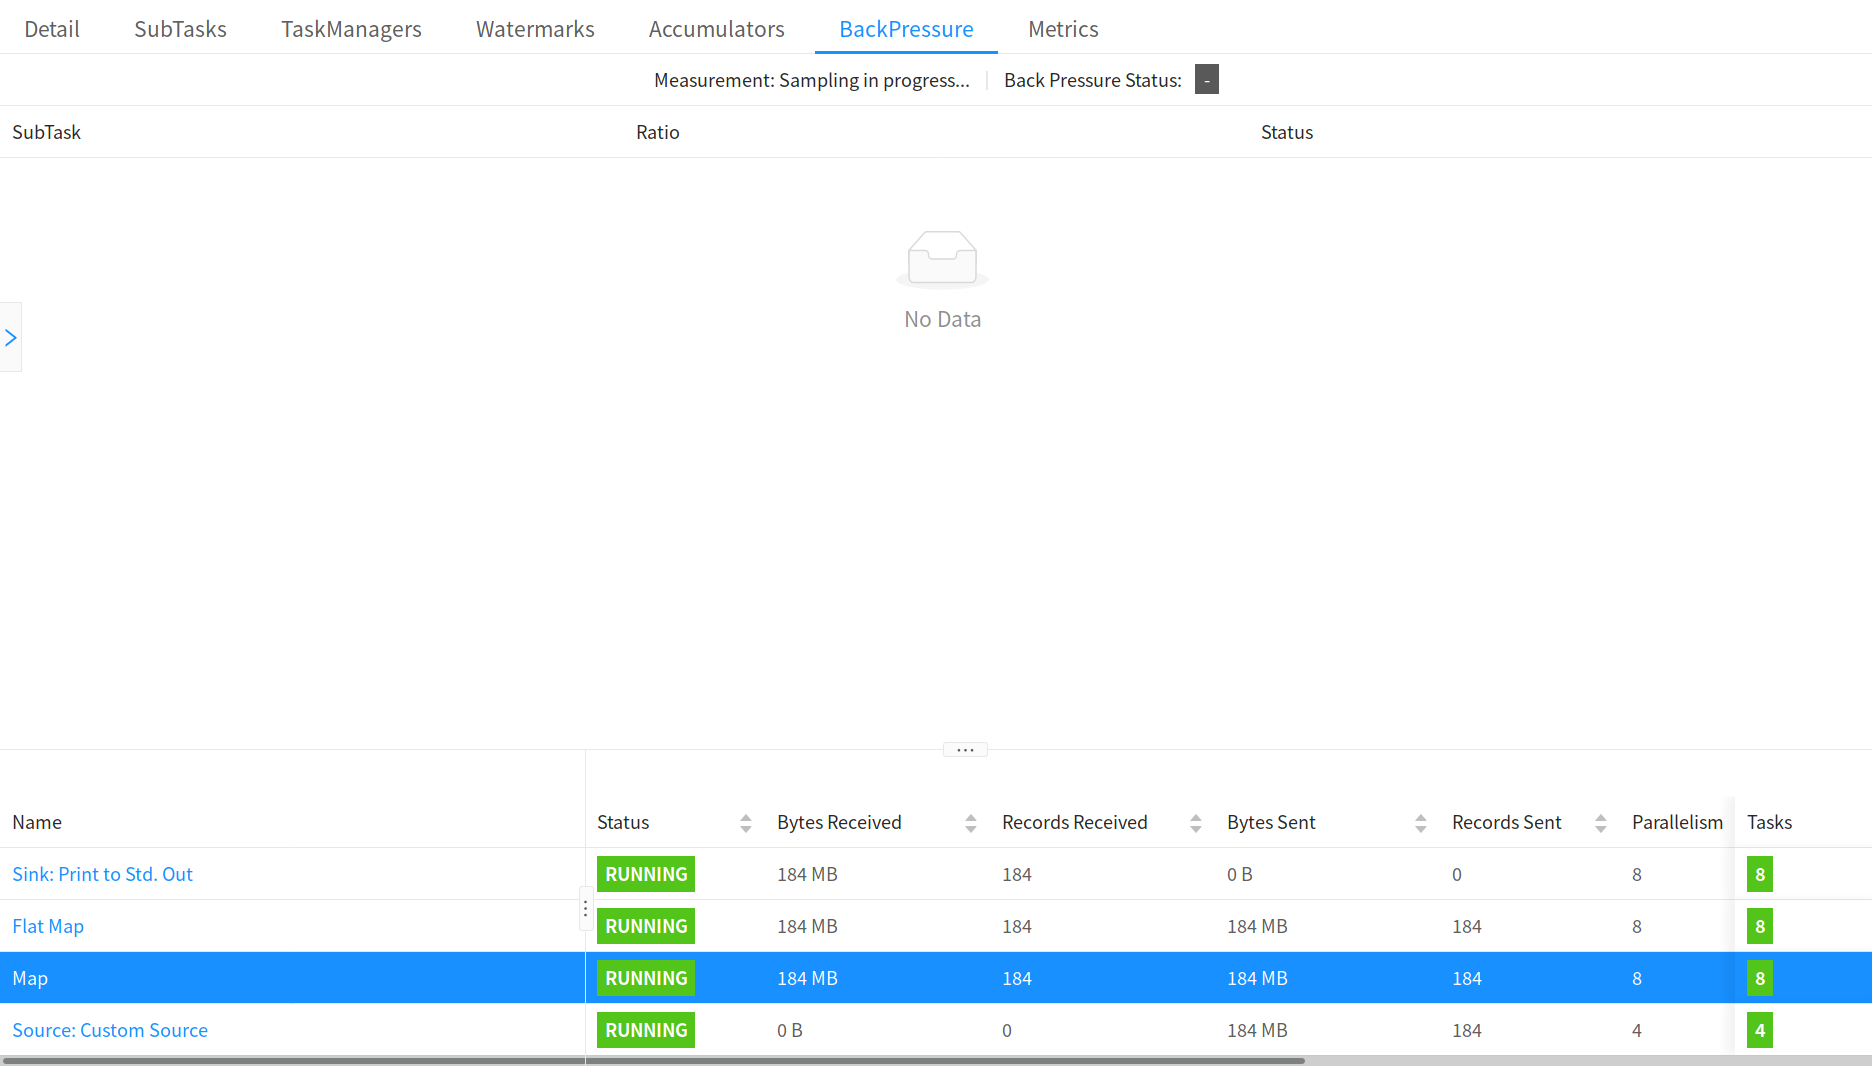 Detail SubTasks TaskManagers Watermarks Accumulators BackPressure Metrics
Measurement: Sampling in progress... Back Pressure Status: -
SubTask Ratio Status
No Data
Name Status Bytes Received Records Received Bytes Sent Records Sent Parallelism Tasks
Sink: Print to Std. Out RUNNING 184 MB 184 0 B 0 8 8
Flat Map RUNNING 184 MB 184 184 MB 184 8 8
Map RUNNING 184 MB 184 184 MB 184 8 8
Source: Custom Source RUNNING 0 B 0 184 MB 184 4 4